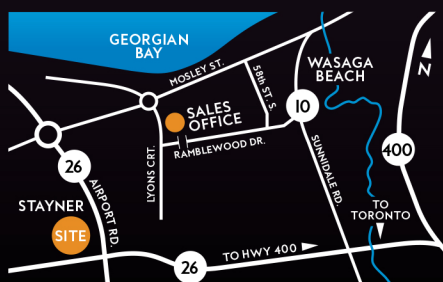 GEORGIAN
BAY
MOSLEY ST.
58th ST. S.
WASAGA
BEACH
N
SALES
OFFICE
10
RAMBLEWOOD DR.
LYONS CRT.
SUNNIDALE RD.
400
26
AIRPORT RD.
STAYNER
SITE
TO
TORONTO
TO HWY 400
26